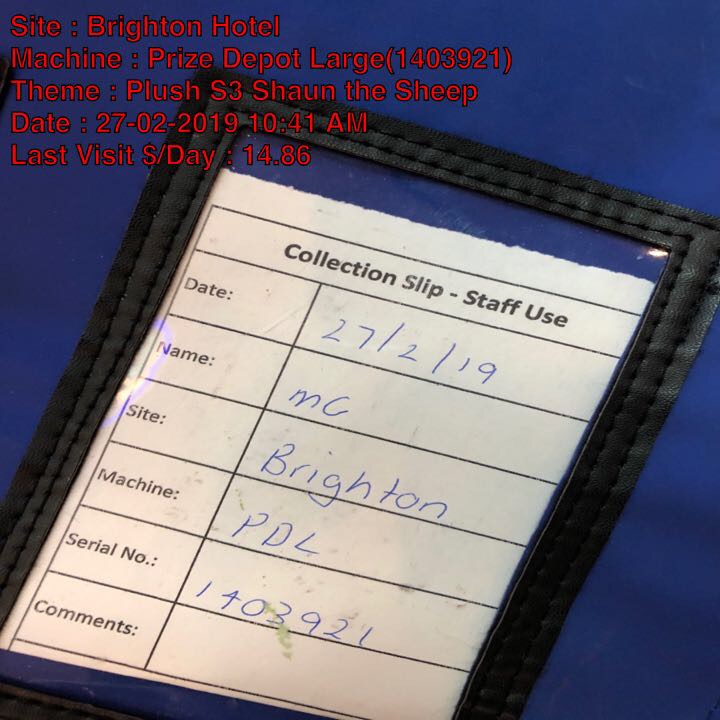 Site : Brighton Hotel
Machine : Prize Depot Large(1403921)
Theme : Plush S3 Shaun the Sheep
Date : 27-02-2019 10:41 AM
Last Visit $/Day : 14.86
Collection Slip - Staff Use
Date: 27/2/19
Name: MC
Site: Brighton
Machine: PDL
Serial No.: 1403921
Comments: